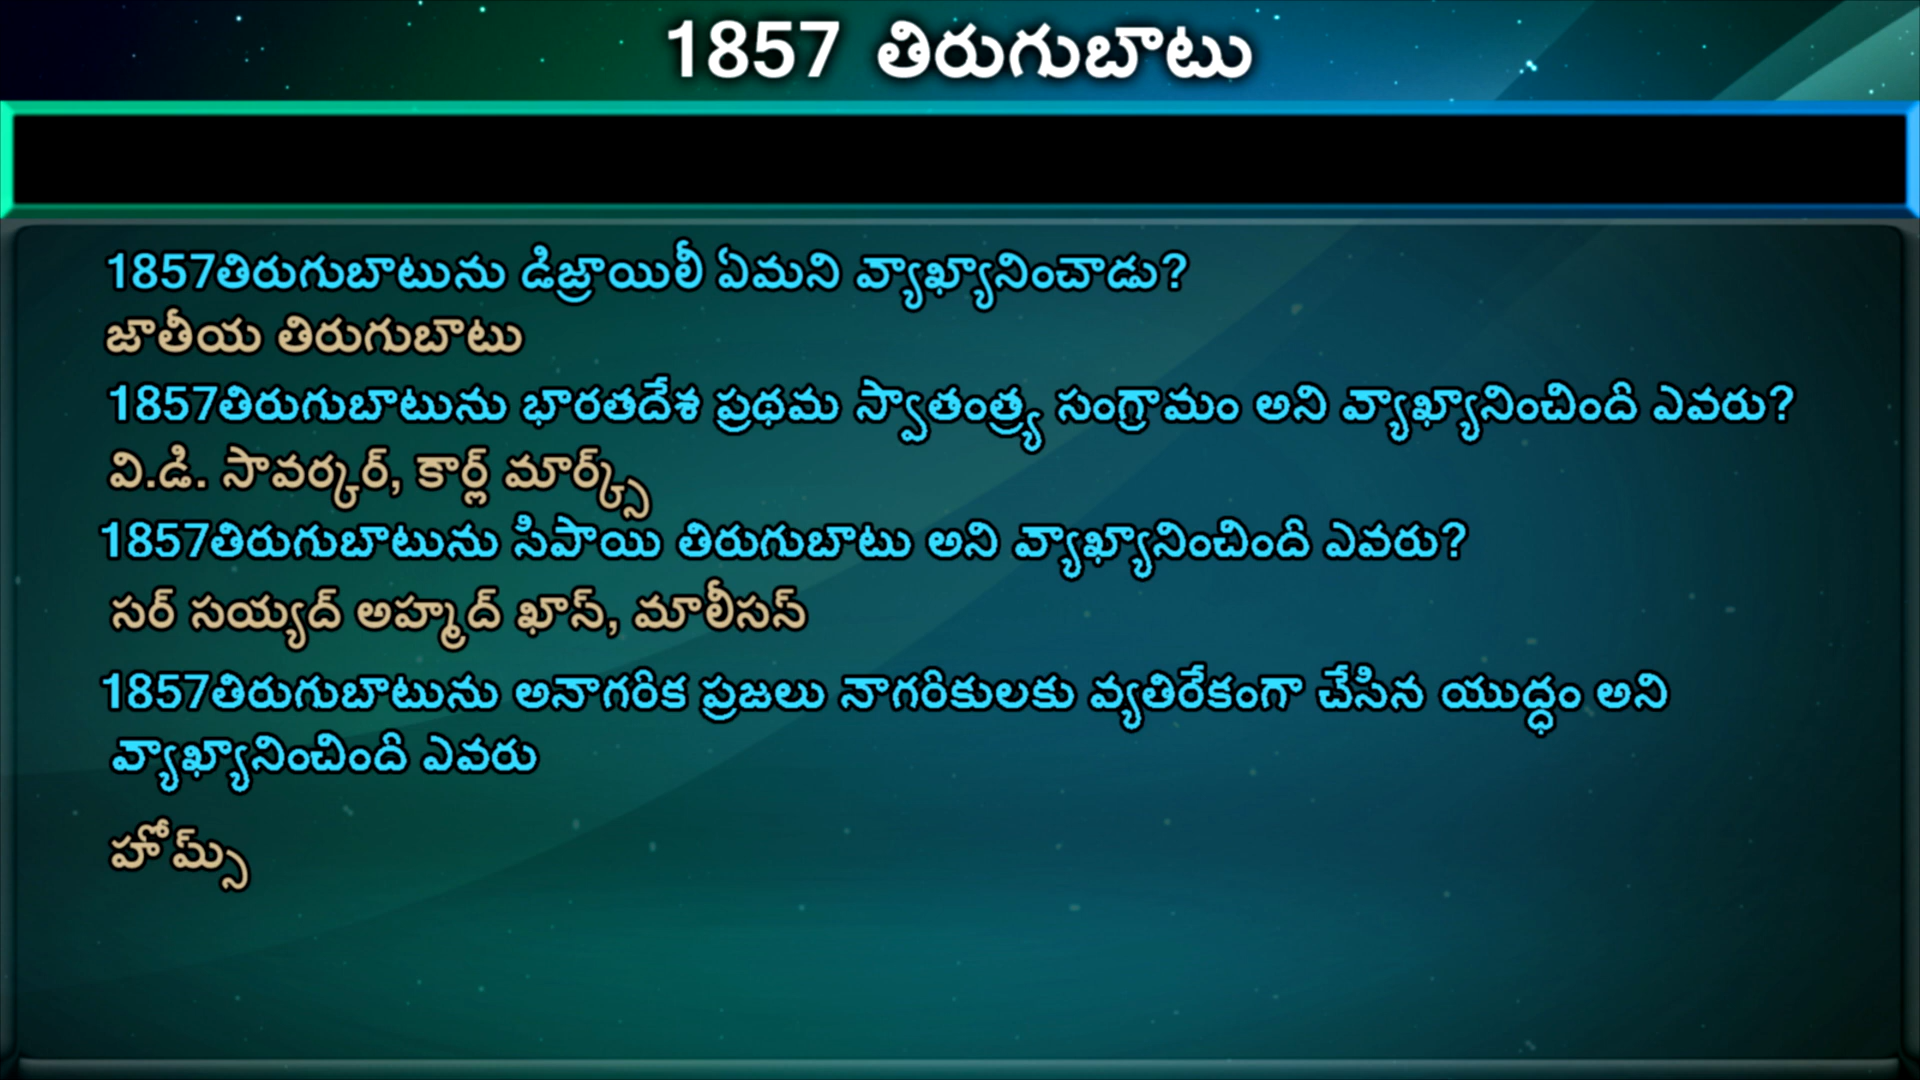 1857 తిరుగుబాటు
1857తిరుగుబాటును డిజ్రాయిలీ ఏమని వ్యాఖ్యానించాడు?
జాతీయ తిరుగుబాటు
1857తిరుగుబాటును భారతదేశ ప్రథమ స్వాతంత్ర్య సంగ్రామం అని వ్యాఖ్యానించింది ఎవరు?
వి.డి. సావర్కర్, కార్ల్ మార్క్స్
1857తిరుగుబాటును సిపాయి తిరుగుబాటు అని వ్యాఖ్యానించింది ఎవరు?
సర్ సయ్యద్ అహ్మద్ ఖాస్, మాలీసస్
1857తిరుగుబాటును అనాగరిక ప్రజలు నాగరికులకు వ్యతిరేకంగా చేసిన యుద్ధం అని
వ్యాఖ్యానించింది ఎవరు
హోమ్స్